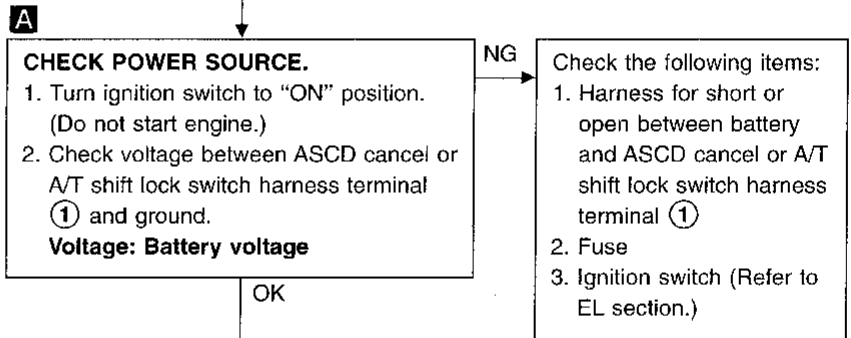 A
CHECK POWER SOURCE.
1. Turn ignition switch to “ON” position.
(Do not start engine.)
2. Check voltage between ASCD cancel or
A/T shift lock switch harness terminal
① and ground.
Voltage: Battery voltage
OK
NG
Check the following items:
1. Harness for short or
open between battery
and ASCD cancel or A/T
shift lock switch harness
terminal ①
2. Fuse
3. Ignition switch (Refer to
EL section.)